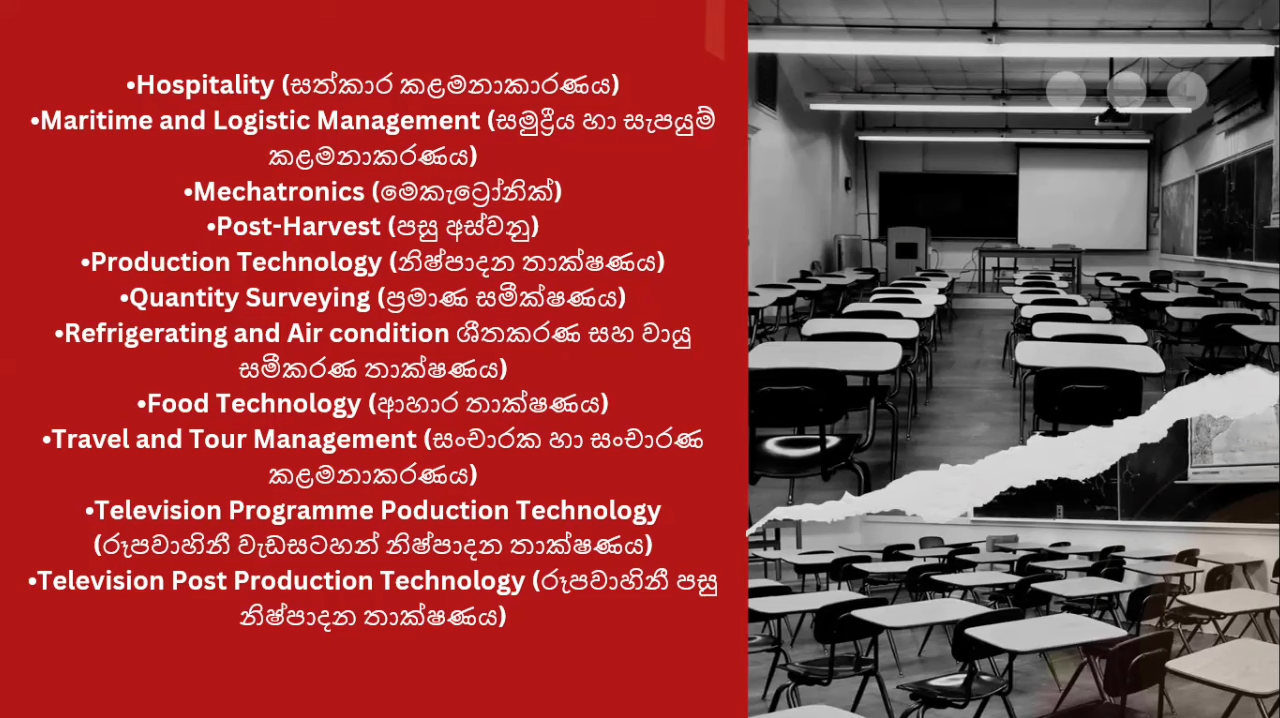 •Hospitality (සත්කාර කළමනාකාරණය)
•Maritime and Logistic Management (සමුද්‍රීය හා සැපයුම්
කළමනාකරණය)
•Mechatronics (මෙකැට්‍රෝනික්)
•Post-Harvest (පසු අස්වනු)
•Production Technology (නිෂ්පාදන තාක්ෂණය)
•Quantity Surveying (ප්‍රමාණ සමීක්ෂණය)
•Refrigerating and Air condition ශීතකරණ සහ වායු
සමීකරණ තාක්ෂණය)
•Food Technology (ආහාර තාක්ෂණය)
•Travel and Tour Management (සංචාරක හා සංචාරණ
කළමනාකරණය)
•Television Programme Poduction Technology
(රූපවාහිනී වැඩසටහන් නිෂ්පාදන තාක්ෂණය)
•Television Post Production Technology (රූපවාහිනී පසු
නිෂ්පාදන තාක්ෂණය)